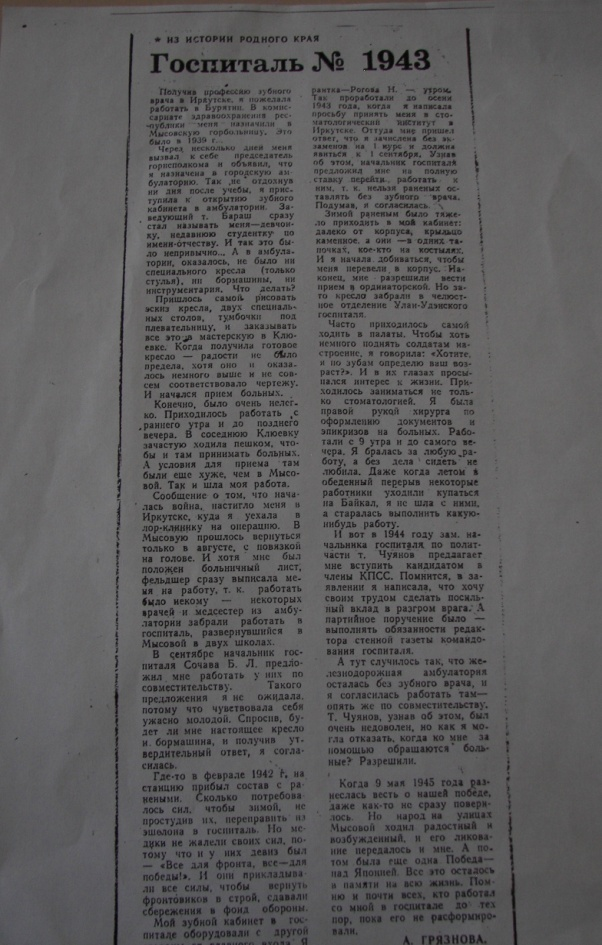 ★ ИЗ ИСТОРИИ РОДНОГО КРАЯ
Госпиталь № 1943
Получив профессию зубного
врача в Иркутске, я пожелала
работать в Бурятии. В комис-
сариате здравоохранения рес-
публики меня назначили в
Мысовскую горбольницу. Это
было в 1939 г..
Через несколько дней меня
вызвал к себе председатель
горисполкома и объявил, что
я назначена в городскую ам-
булаторию. Так не отдохнув
ни дня после учебы, я прис-
тупила к открытию зубного
кабинета в амбулатории. За-
ведующий т. Бараш сразу
стал называть меня—девчон-
ку, недавнюю студентку по
имени-отчеству. И так это бы-
ло непривычно... А в амбула-
тории, оказалось, не было ни
специального кресла (только
стулья), ни бормашины, ни
инструментария. Что делать?
Пришлось самой рисовать
эскиз кресла, двух специаль-
ных столов, тумбочки под
плевательницу, и заказывать
все это в мастерскую в Клю-
евке. Когда получила готовое
кресло — радости не было
предела, хотя оно и оказа-
лось немного выше и не сов-
сем соответствовало чертежу.
И начался прием больных.
Конечно, было очень нелег-
ко. Приходилось работать с
раннего утра и до позднего
вечера. В соседнюю Клюевку
зачастую ходила пешком, что-
бы и там принимать больных.
А условия для приема там
были еще хуже, чем в Мысо-
вой. Так и шла моя работа.
Сообщение о том, что нача-
лась война, настигло меня в
Иркутске, куда я уехала в
лор-клинику на операцию. В
Мысовую прошлось вернуться
только в августе, с повязкой
на голове. И хотя мне был
положен больничный лист,
фельдшер сразу выписала ме-
ня на работу, т. к. работать
было некому — некоторых
врачей и медсестер из амбу-
латории забрали работать в
госпиталь, развернувшийся в
Мысовой в двух школах.
В сентябре начальник гос-
питаля Сочава Б. Л. предло-
жил мне работать у них по
совместительству. Такого
предложения я не ожидала,
потому что чувствовала себя
ужасно молодой. Спросив, бу-
дет ли мне настоящее кресло
и бормашина, и получив ут-
вердительный ответ, я согла-
силась.
Где-то в феврале 1942 г. на
станцию прибыл состав с ра-
неными. Сколько потребова-
лось сил, чтобы зимой, не
простудив их, переправить из
эшолона в госпиталь. Но ме-
дики не жалели своих сил, по-
тому что и у них девиз был
— «Все для фронта, все—для
победы!». И они прикладыва-
ли все силы, чтобы вернуть
фронтовиков в строй, сдавали
сбережения в фонд обороны.
Мой зубной кабинет в гос-
питале оборудовали с другой
рантка—Рогова Н. — утром.
Так проработали до осени
1943 года, когда я написала
просьбу принять меня в сто-
матологический институт в
Иркутске. Оттуда мне пришел
ответ, что я зачислена без эк-
заменов на 1 курс и должна
явиться к 1 сентября. Узнав
об этом, начальник госпиталя
предложил мне на полную
ставку перейти работать к
ним, т. к. нельзя раненых ос-
тавлять без зубного врача.
Подумав, я согласилась.
Зимой раненым было тяже-
ло приходить в мой кабинет:
далеко от корпуса, крыльцо
каменное, а они — в одних та-
почках, кое-кто на костылях.
И я начала добиваться, чтобы
меня перевели в корпус. На-
конец, мне разрешили вести
прием в ординаторской. Но за-
то кресло забрали в челюст-
ное отделение Улан-Удэнского
госпиталя.
Часто приходилось самой
ходить в палаты. Чтобы хоть
немного поднять солдатам на-
строение, я говорила: «Хотите,
я по зубам определю ваш воз-
раст?». И в их глазах просы-
пался интерес к жизни. При-
ходилось заниматься не толь-
ко стоматологией. Я была
правой рукой хирурга по
оформлению документов и
эпикризов на больных. Рабо-
тали с 9 утра и до самого ве-
чера. Я бралась за любую ра-
боту, а без дела сидеть не
любила. Даже когда летом в
обеденный перерыв некоторые
работники уходили купаться
на Байкал, я не шла с ними,
а старалась выполнить какую-
нибудь работу.
И вот в 1944 году зам. на-
чальника госпиталя по полит-
части т. Чуянов предлагает
мне вступить кандидатом в
члены КПСС. Помнится, в за-
явлении я написала, что хочу
своим трудом сделать посиль-
ный вклад в разгром врага. А
партийное поручение было —
выполнять обязанности редак-
тора стенной газеты командо-
вания госпиталя.
А тут случилось так, что же-
лезнодорожная амбулатория
осталась без зубного врача, и
я согласилась работать там—
опять же по совместительству.
Т. Чуянов, узнав об этом, был
очень недоволен, но как я мо-
гла отказать, когда ко мне за
помощью обращаются боль-
ные? Разрешили.
Когда 9 мая 1945 года раз-
неслась весть о нашей победе,
даже как-то не сразу повери-
лось. Но народ на улицах
Мысовой ходил радостный и
возбужденный, и его ликова-
ние передалось и мне. А по-
том была еще одна Победа—
над Японией. Все это осталось
в памяти на всю жизнь. Пом-
ню и почти всех, кто работал
со мной в госпитале до тех
пор, пока его не расформиро-
вали.
А. ГРЯЗНОВА.